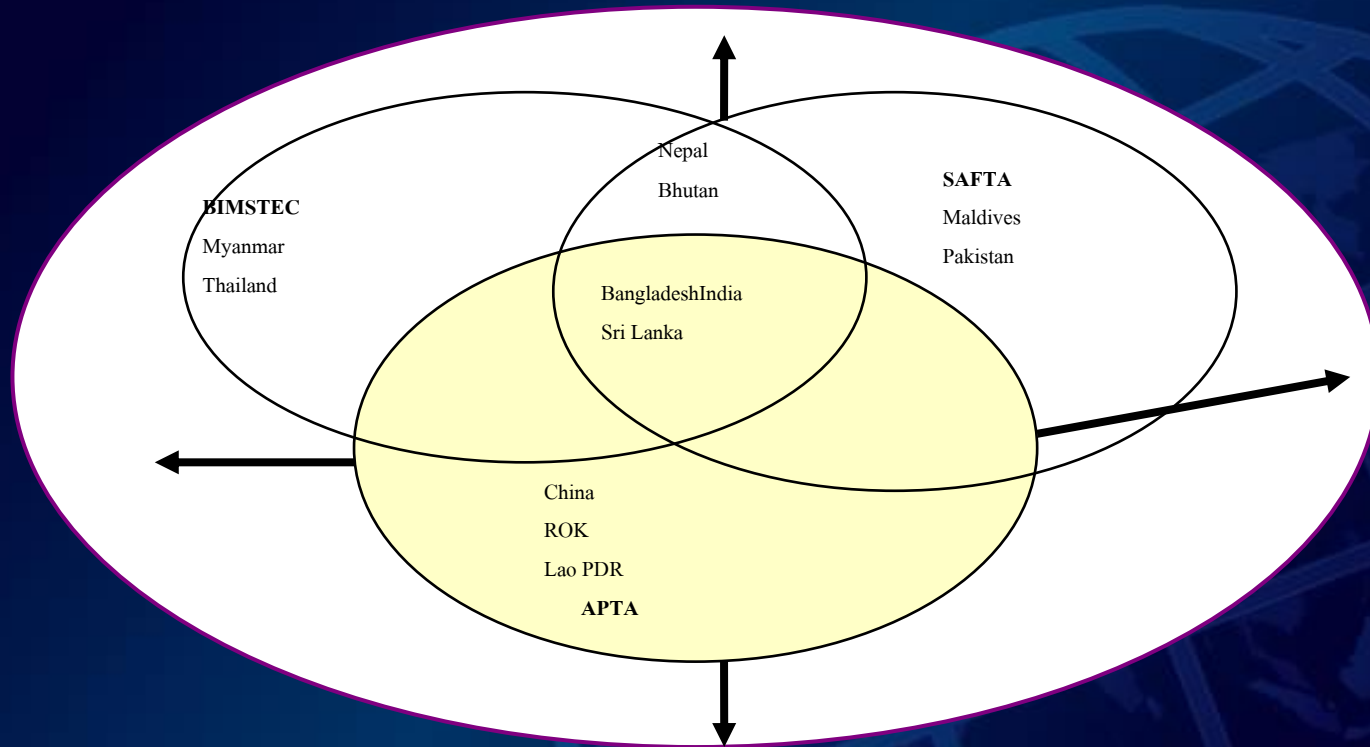 Nepal
Bhutan
SAFTA
Maldives
Pakistan
BIMSTEC
Myanmar
Thailand
BangladeshIndia
Sri Lanka
China
ROK
Lao PDR
APTA